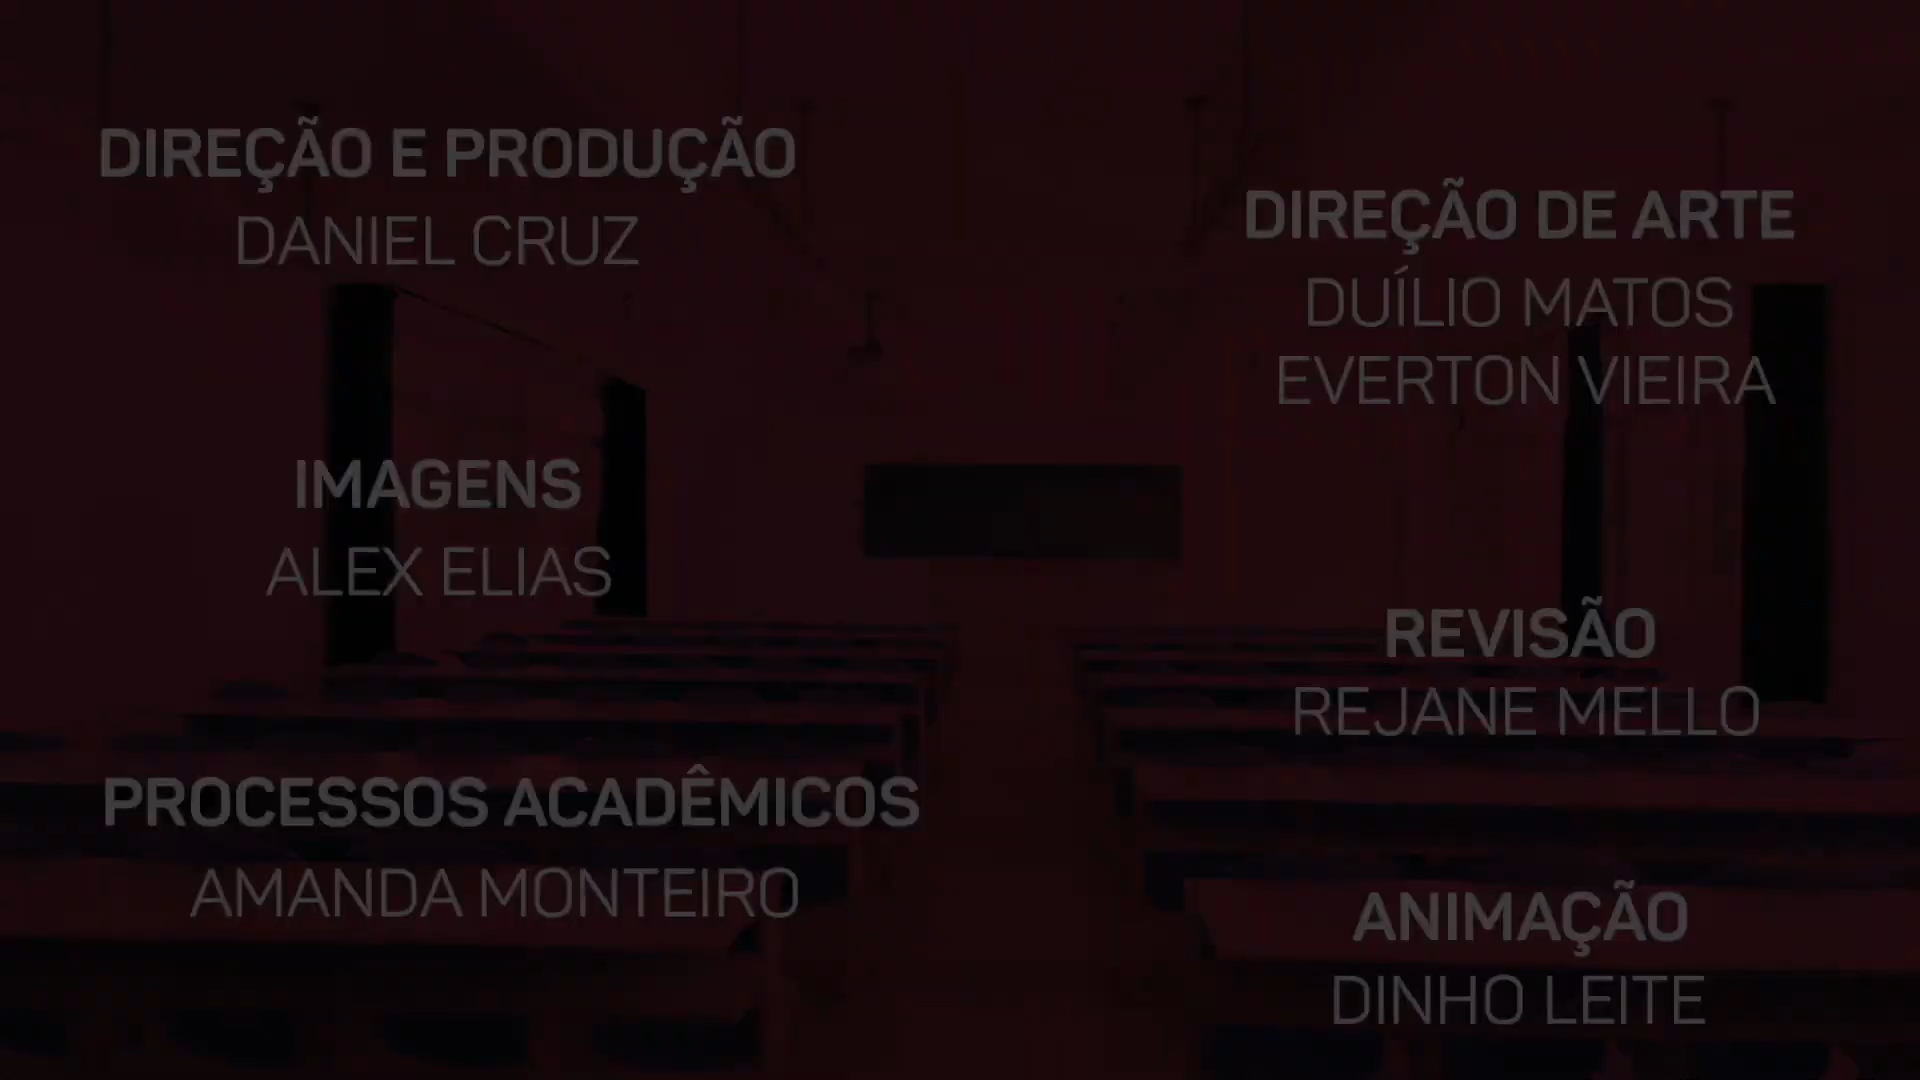 DIREÇÃO E PRODUÇÃO
DANIEL CRUZ
IMAGENS
ALEX ELIAS
PROCESSOS ACADÊMICOS
AMANDA MONTEIRO
DIREÇÃO DE ARTE
DUÍLIO MATOS
EVERTON VIEIRA
REVISÃO
REJANE MELLO
ANIMAÇÃO
DINHO LEITE